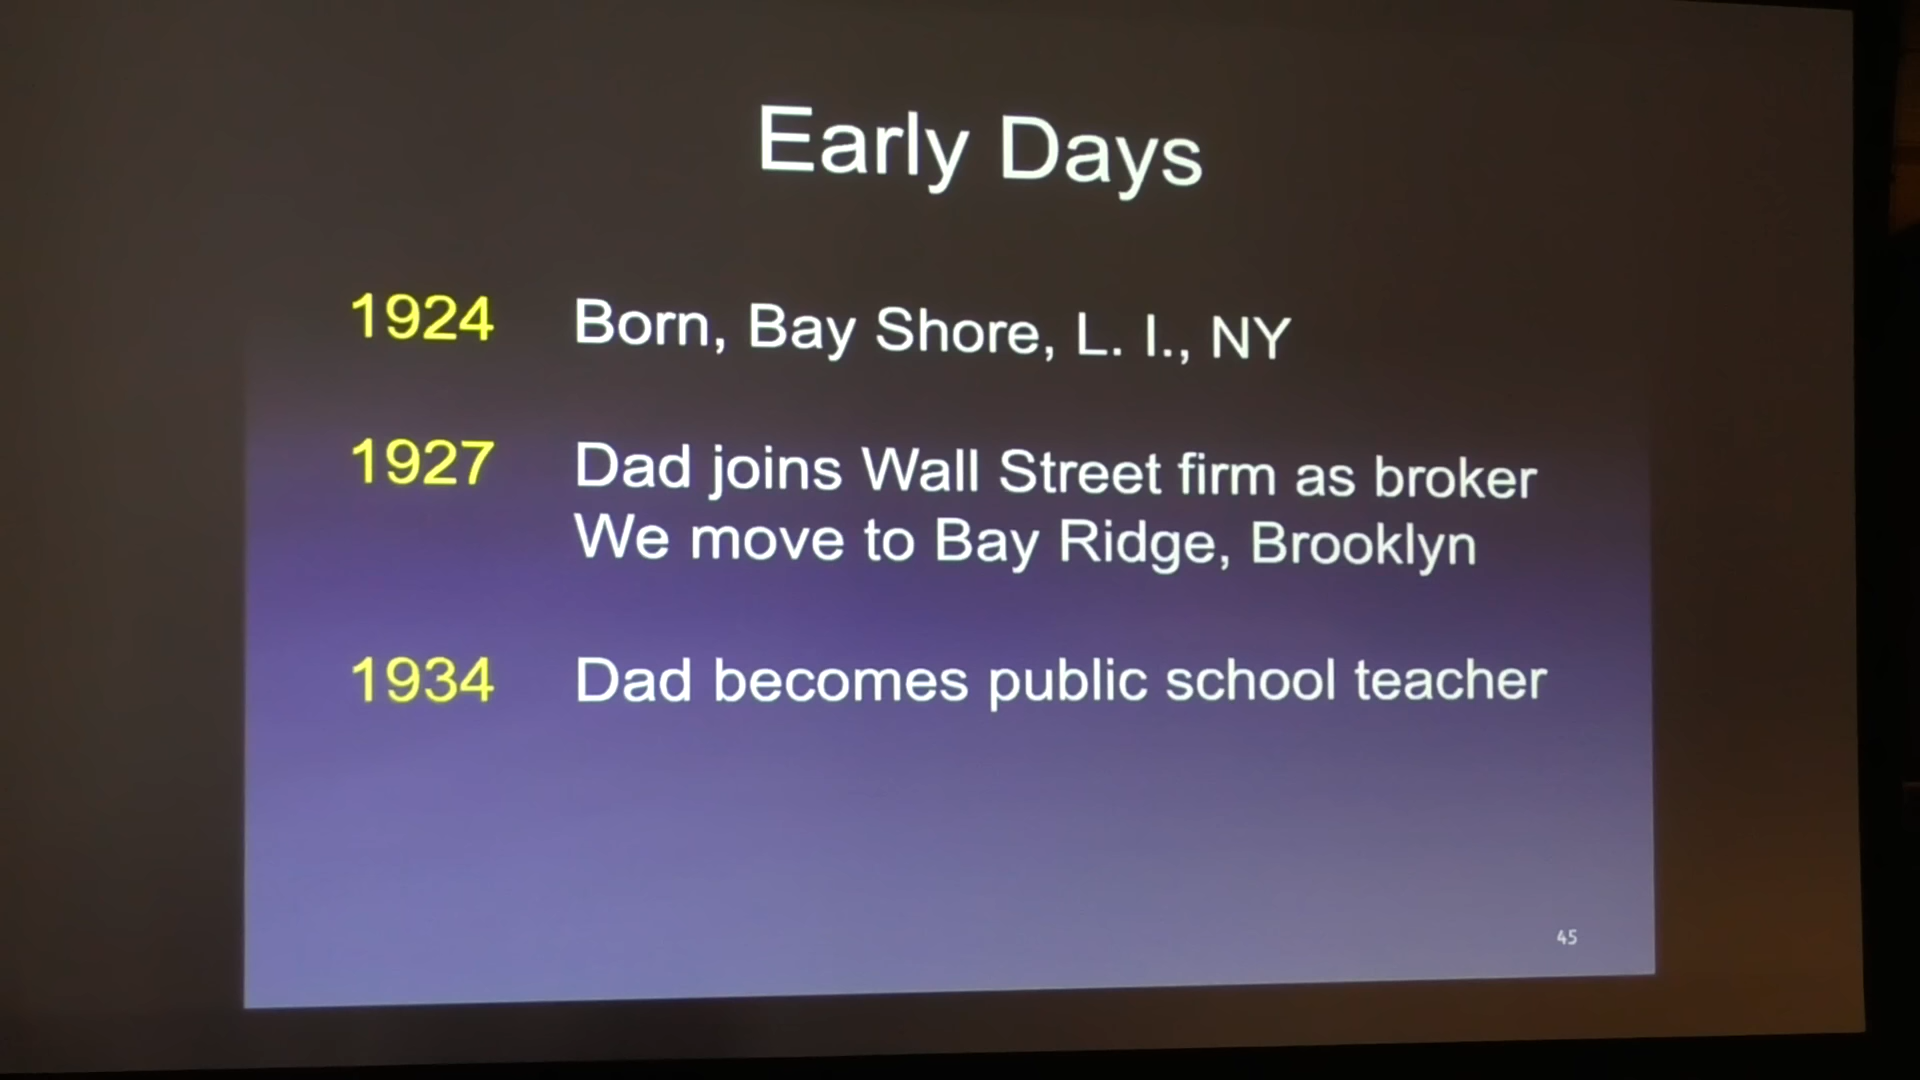 Early Days
1924 Born, Bay Shore, L. I., NY
1927 Dad joins Wall Street firm as broker
We move to Bay Ridge, Brooklyn
1934 Dad becomes public school teacher
45